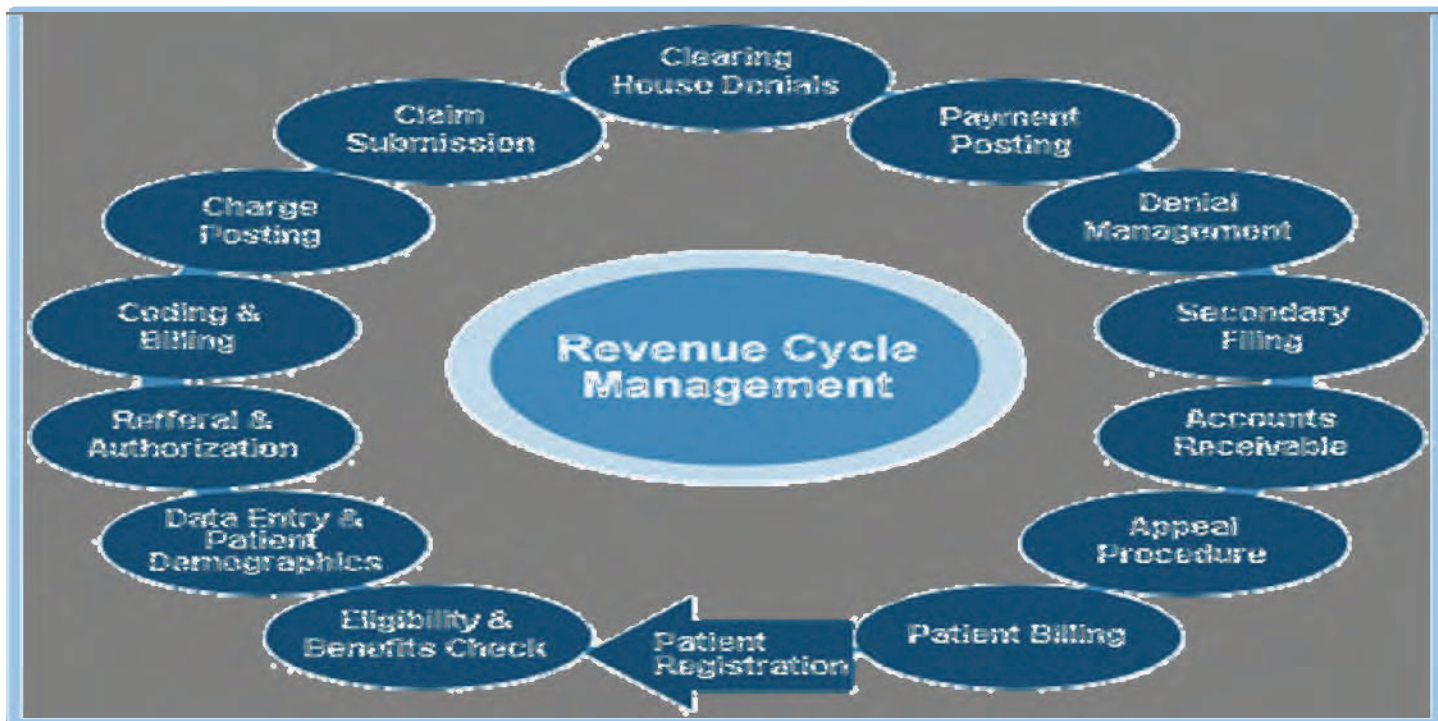 Clearing
House Denials
Claim
Submission
Payment
Posting
Charge
Posting
Denial
Management
Coding &
Billing
Secondary
Filing
Revenue Cycle
Management
Refferal &
Authorization
Accounts
Receivable
Data Entry &
Patient
Demographics
Appeal
Procedure
Eligibility &
Benefits Check
Patient
Registration
Patient Billing